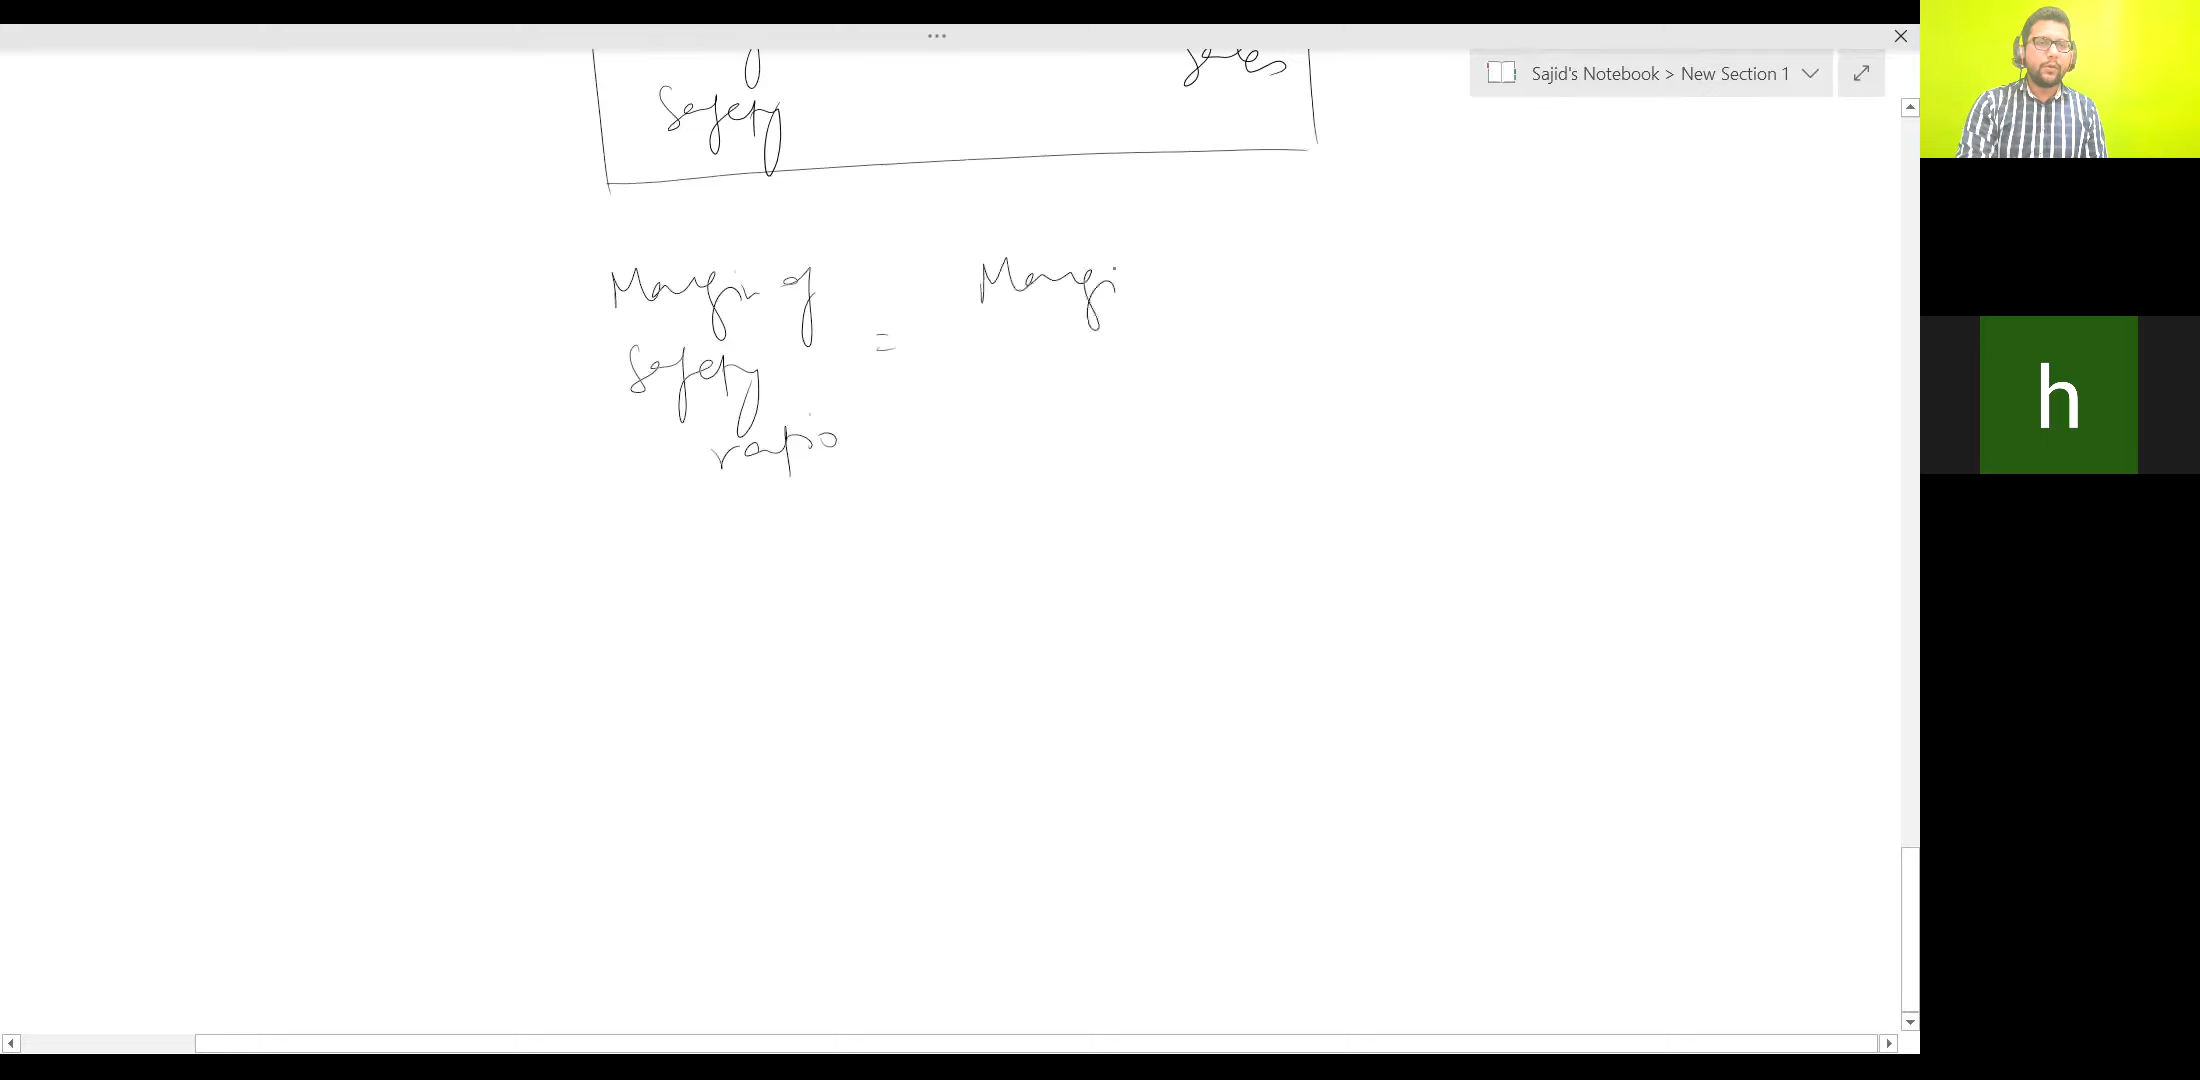 sales
Sajid's Notebook > New Section 1
Safety
Margin of
Margi
=
safety
ratio
h